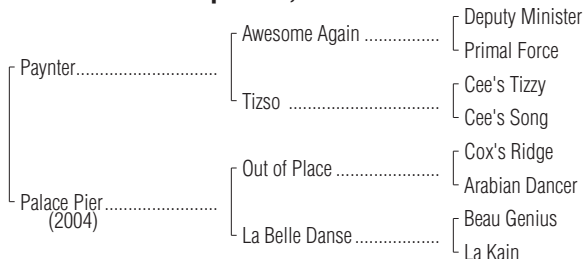 Deputy Minister
Awesome Again ..................
Primal Force
Paynter.................................
Cee's Tizzy
Tizso ...................................
Cee's Song
Cox's Ridge
Out of Place ........................
Arabian Dancer
Palace Pier..........................
(2004)
Beau Genius
La Belle Danse ....................
La Kain